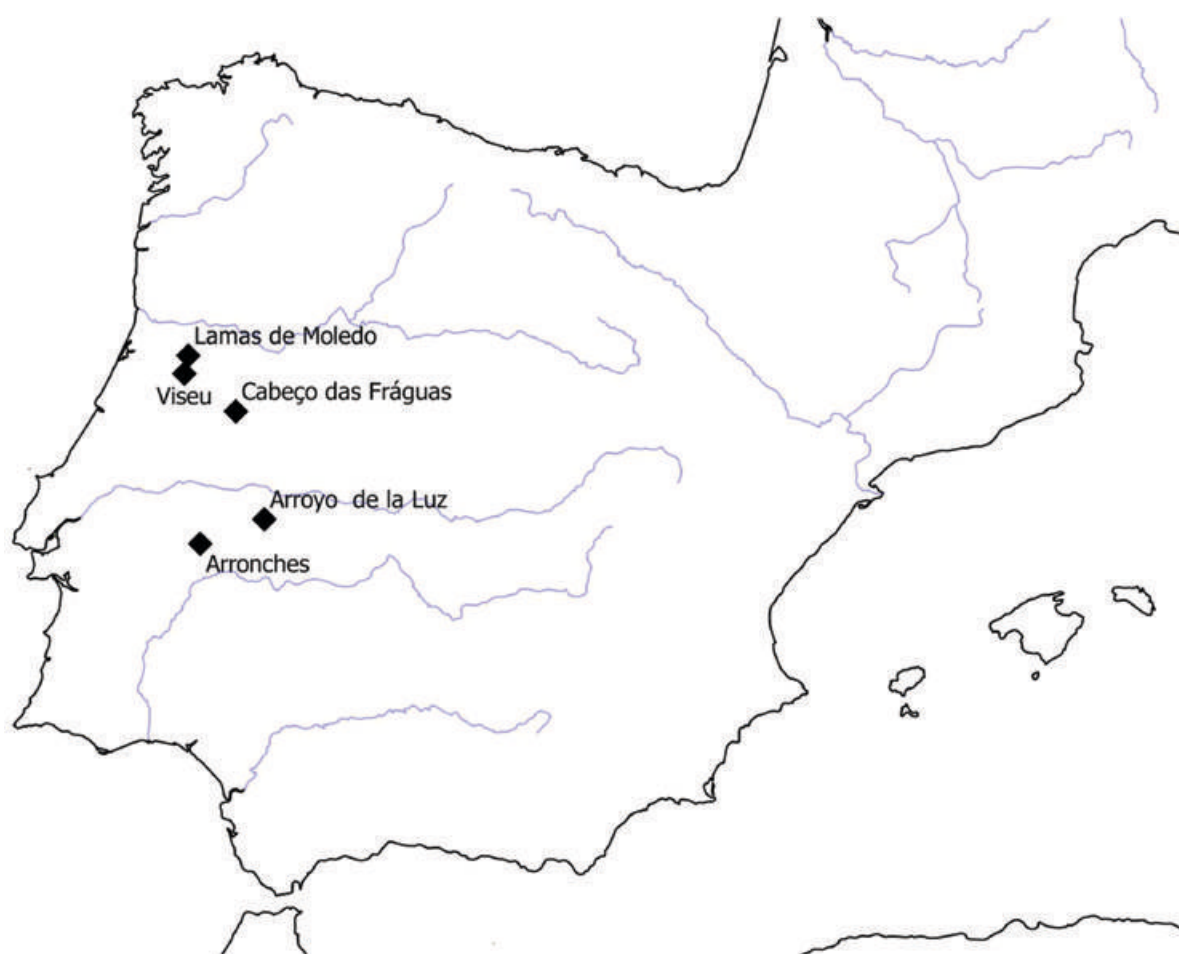 Lamas de Moledo
Viseu
Cabeço das Fráguas
Arroyo de la Luz
Arronches